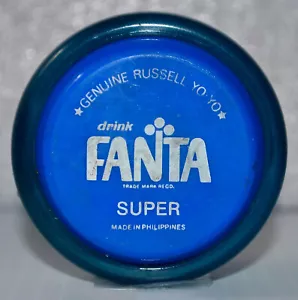 ★GENUINE RUSSELL YO-YO★
drink
FANTA
TRADE MARK REGD.
SUPER
MADE IN PHILIPPINES